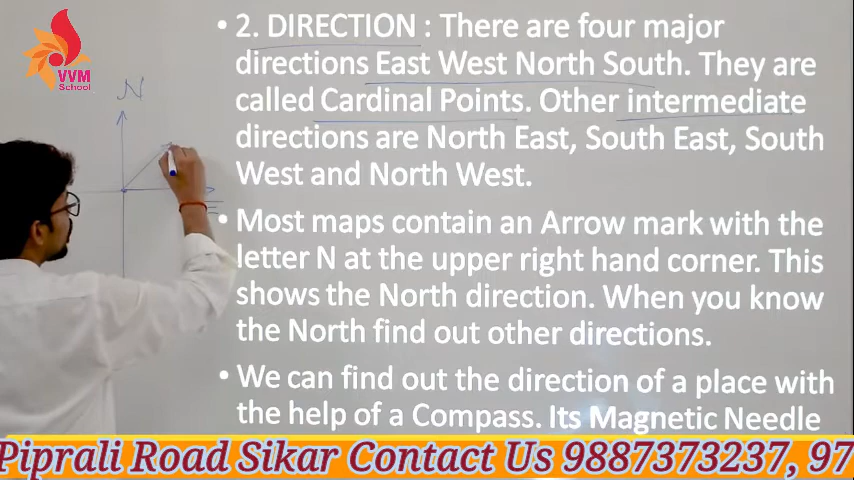 VVM
School
N
E
• 2. DIRECTION : There are four major
directions East West North South. They are
called Cardinal Points. Other intermediate
directions are North East, South East, South
West and North West.
• Most maps contain an Arrow mark with the
letter N at the upper right hand corner. This
shows the North direction. When you know
the North find out other directions.
• We can find out the direction of a place with
the help of a Compass. Its Magnetic Needle
Piprali Road Sikar Contact Us 9887373237, 97